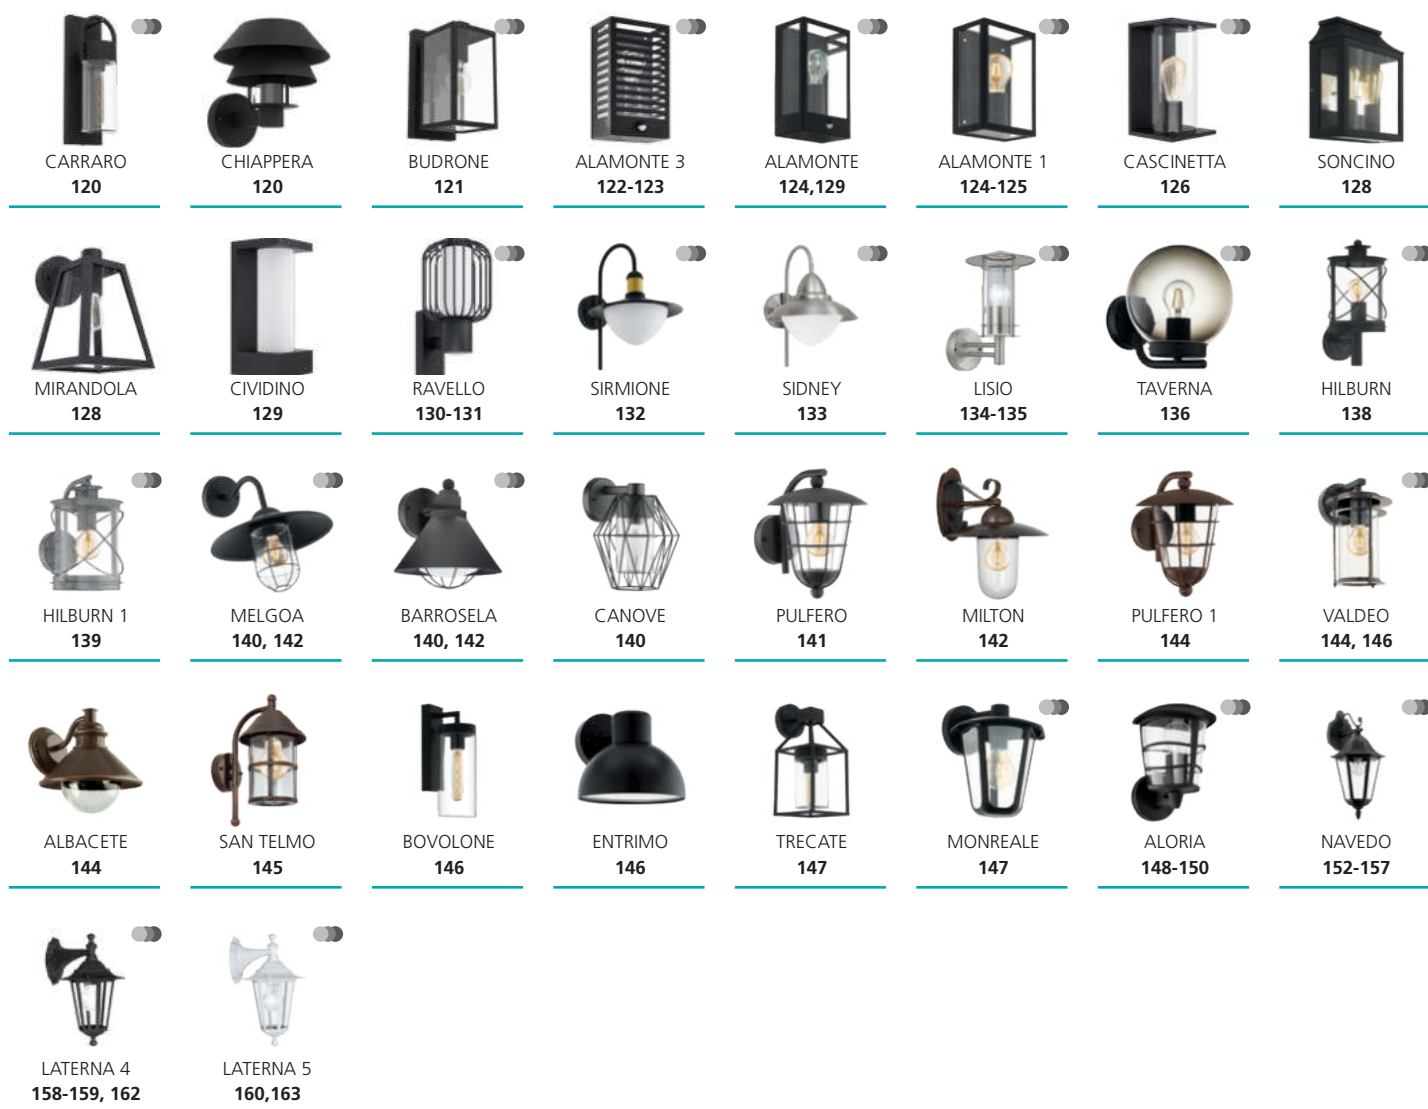 CARRARO
120
CHIAPPERA
120
BUDRONE
121
ALAMONTE 3
122-123
ALAMONTE
124,129
ALAMONTE 1
124-125
CASCINETTA
126
SONCINO
128
MIRANDOLA
128
CIVIDINO
129
RAVELLO
130-131
SIRMIONE
132
SIDNEY
133
LISIO
134-135
TAVERNA
136
HILBURN
138
HILBURN 1
139
MELGOA
140, 142
BARROSELA
140, 142
CANOVE
140
PULFERO
141
MILTON
142
PULFERO 1
144
VALDEO
144, 146
ALBACETE
144
SAN TELMO
145
BOVOLONE
146
ENTRIMO
146
TRECATE
147
MONREALE
147
ALORIA
148-150
NAVEDO
152-157
LATERNA 4
158-159, 162
LATERNA 5
160,163